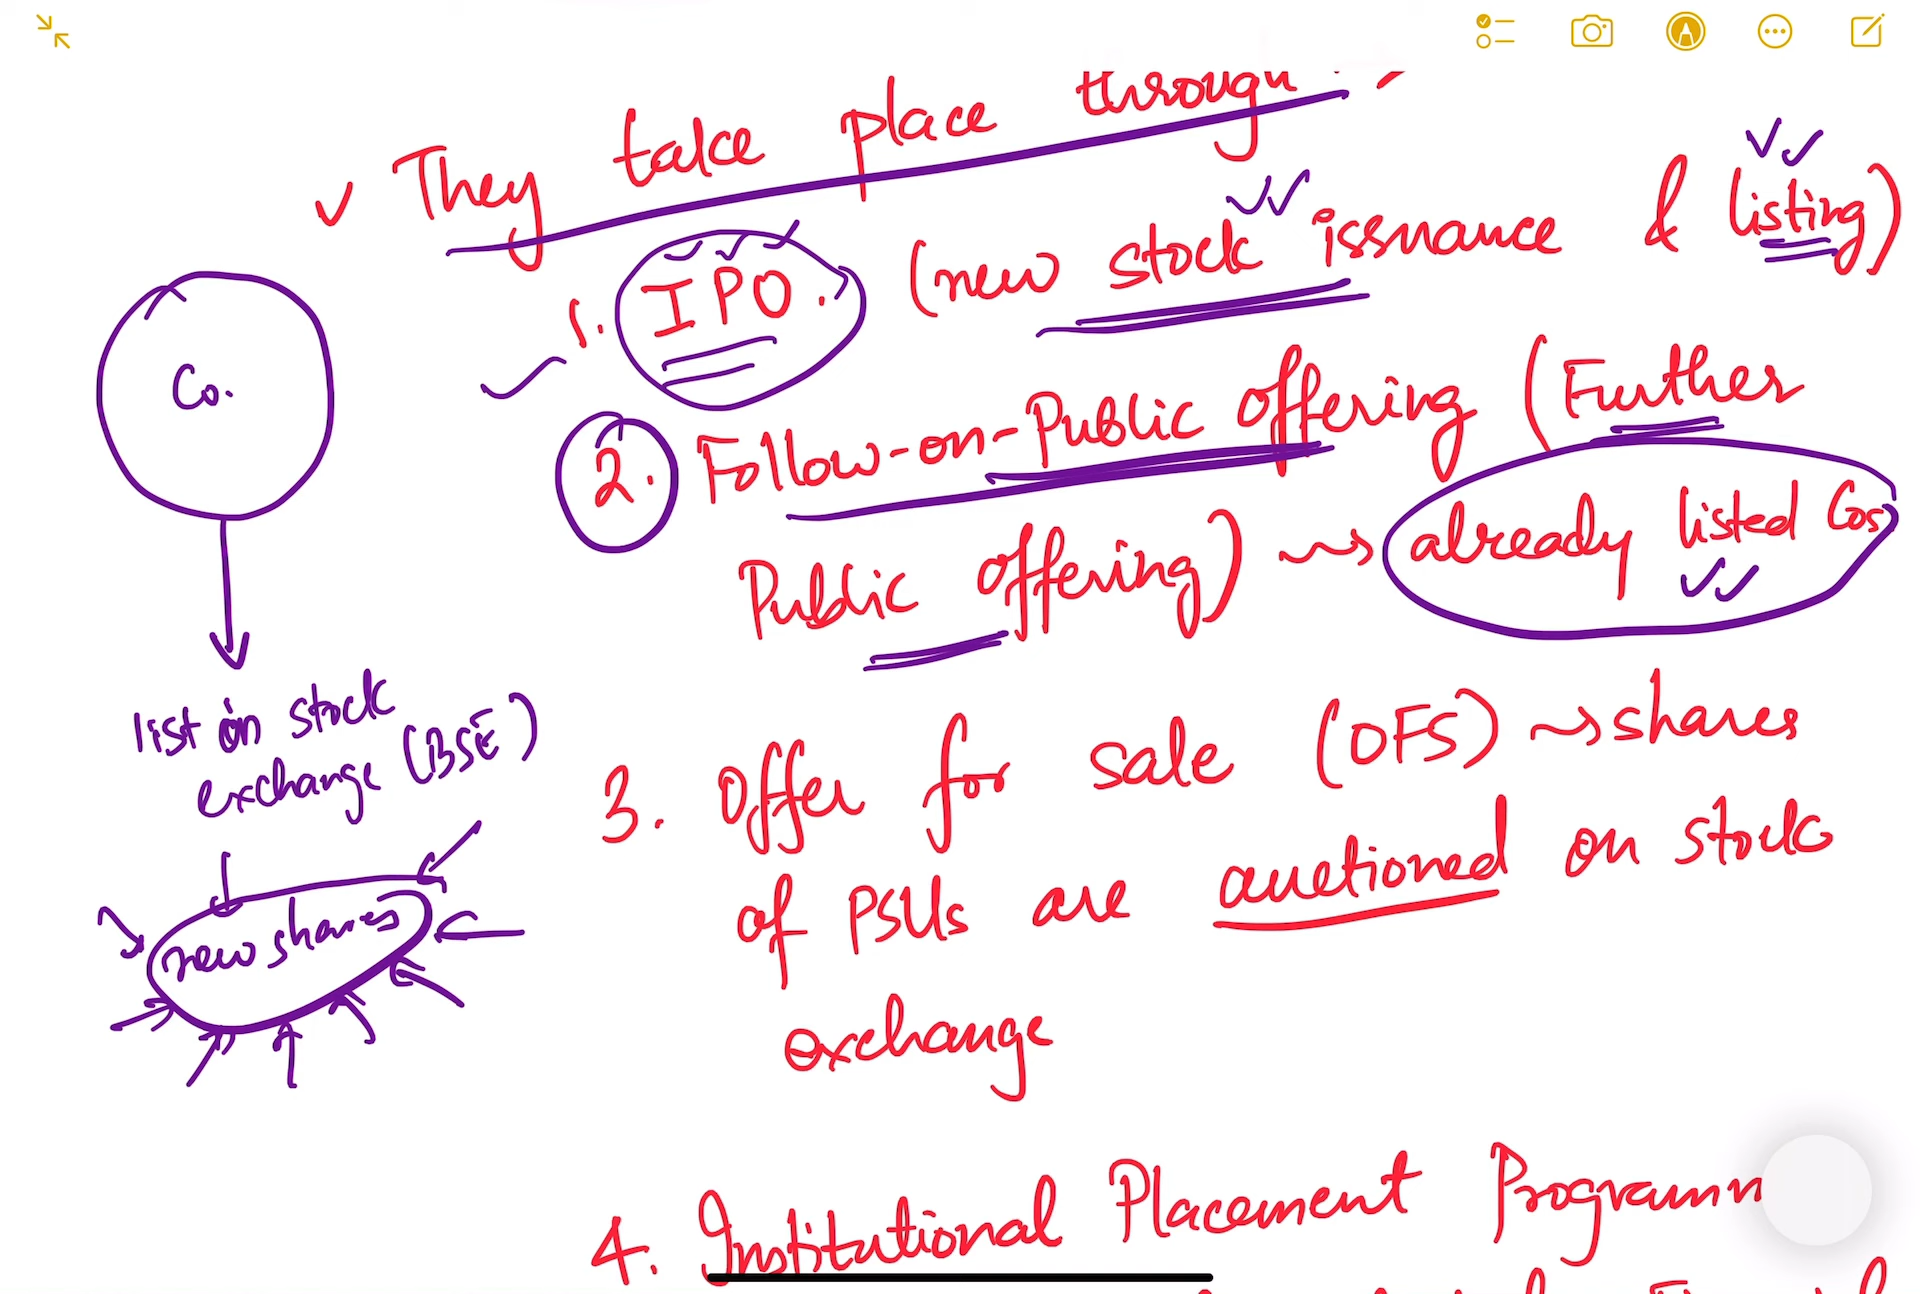 They take place through :-
1. IPO. (new stock issuance & listing)
2. Follow-on-Public offering (Further
Public offering) → already listed Cos
3. Offer for sale (OFS) → shares
of PSUs are auctioned on stock
exchange
4. Institutional Placement
Co.
list on stock
exchange (BSE)
new shares